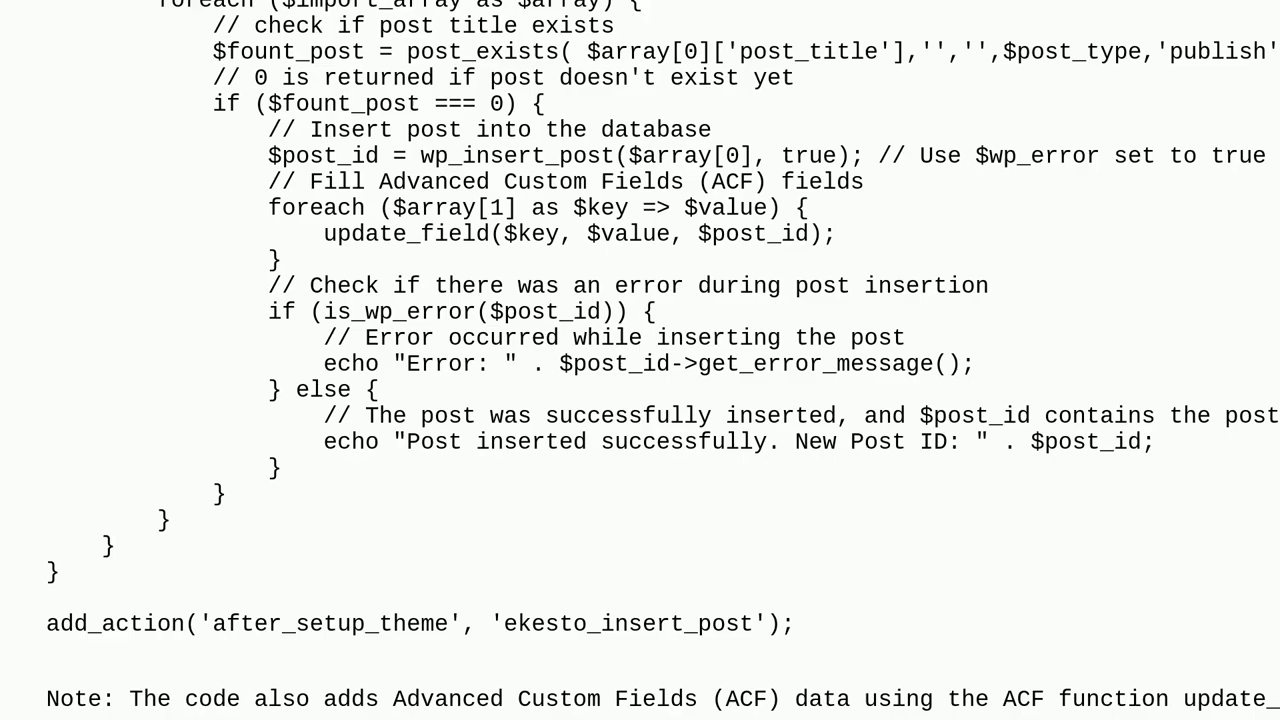 foreach ($import_array as $array) {
// check if post title exists
$fount_post = post_exists( $array[0]['post_title'],'','',$post_type,'publish'
// 0 is returned if post doesn't exist yet
if ($fount_post === 0) {
// Insert post into the database
$post_id = wp_insert_post($array[0], true); // Use $wp_error set to true
// Fill Advanced Custom Fields (ACF) fields
foreach ($array[1] as $key => $value) {
update_field($key, $value, $post_id);
}
// Check if there was an error during post insertion
if (is_wp_error($post_id)) {
// Error occurred while inserting the post
echo "Error: " . $post_id->get_error_message();
} else {
// The post was successfully inserted, and $post_id contains the post
echo "Post inserted successfully. New Post ID: " . $post_id;
}
}
}
}
}
add_action('after_setup_theme', 'ekesto_insert_post');
Note: The code also adds Advanced Custom Fields (ACF) data using the ACF function update_